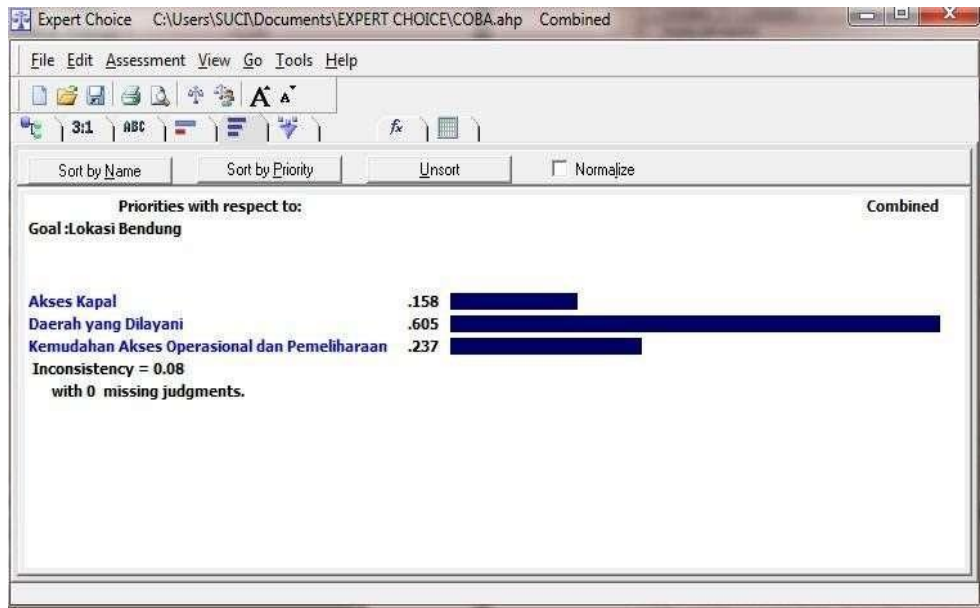 Expert Choice C:\Users\SUCI\Documents\EXPERT CHOICE\COBA.ahp Combined
File Edit Assessment View Go Tools Help
A A
3:1 ABC fx
Sort by Name Sort by Priority Unsort Normalize
Priorities with respect to: Combined
Goal :Lokasi Bendung
Akses Kapal .158
Daerah yang Dilayani .605
Kemudahan Akses Operasional dan Pemeliharaan .237
Inconsistency = 0.08
with 0 missing judgments.